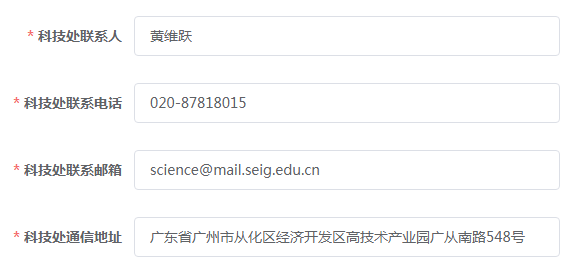 * 科技处联系人 黄维跃
* 科技处联系电话 020-87818015
* 科技处联系邮箱 science@mail.seig.edu.cn
* 科技处通信地址 广东省广州市从化区经济开发区高技术产业园广从南路548号